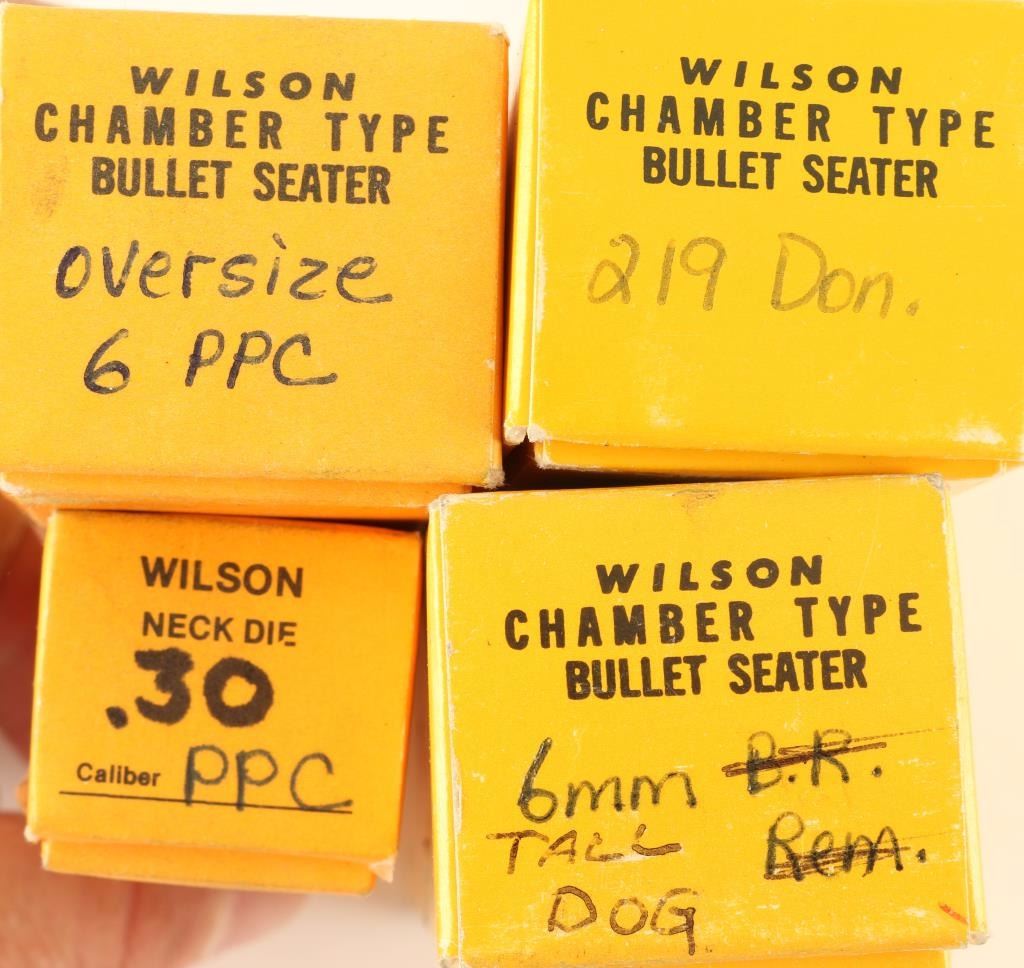 WILSON
CHAMBER TYPE
BULLET SEATER
oversize
6 PPC
WILSON
CHAMBER TYPE
BULLET SEATER
219 Don.
WILSON
NECK DIE
.30
Caliber PPC
WILSON
CHAMBER TYPE
BULLET SEATER
6mm B.R.
TALL Rem.
DOG